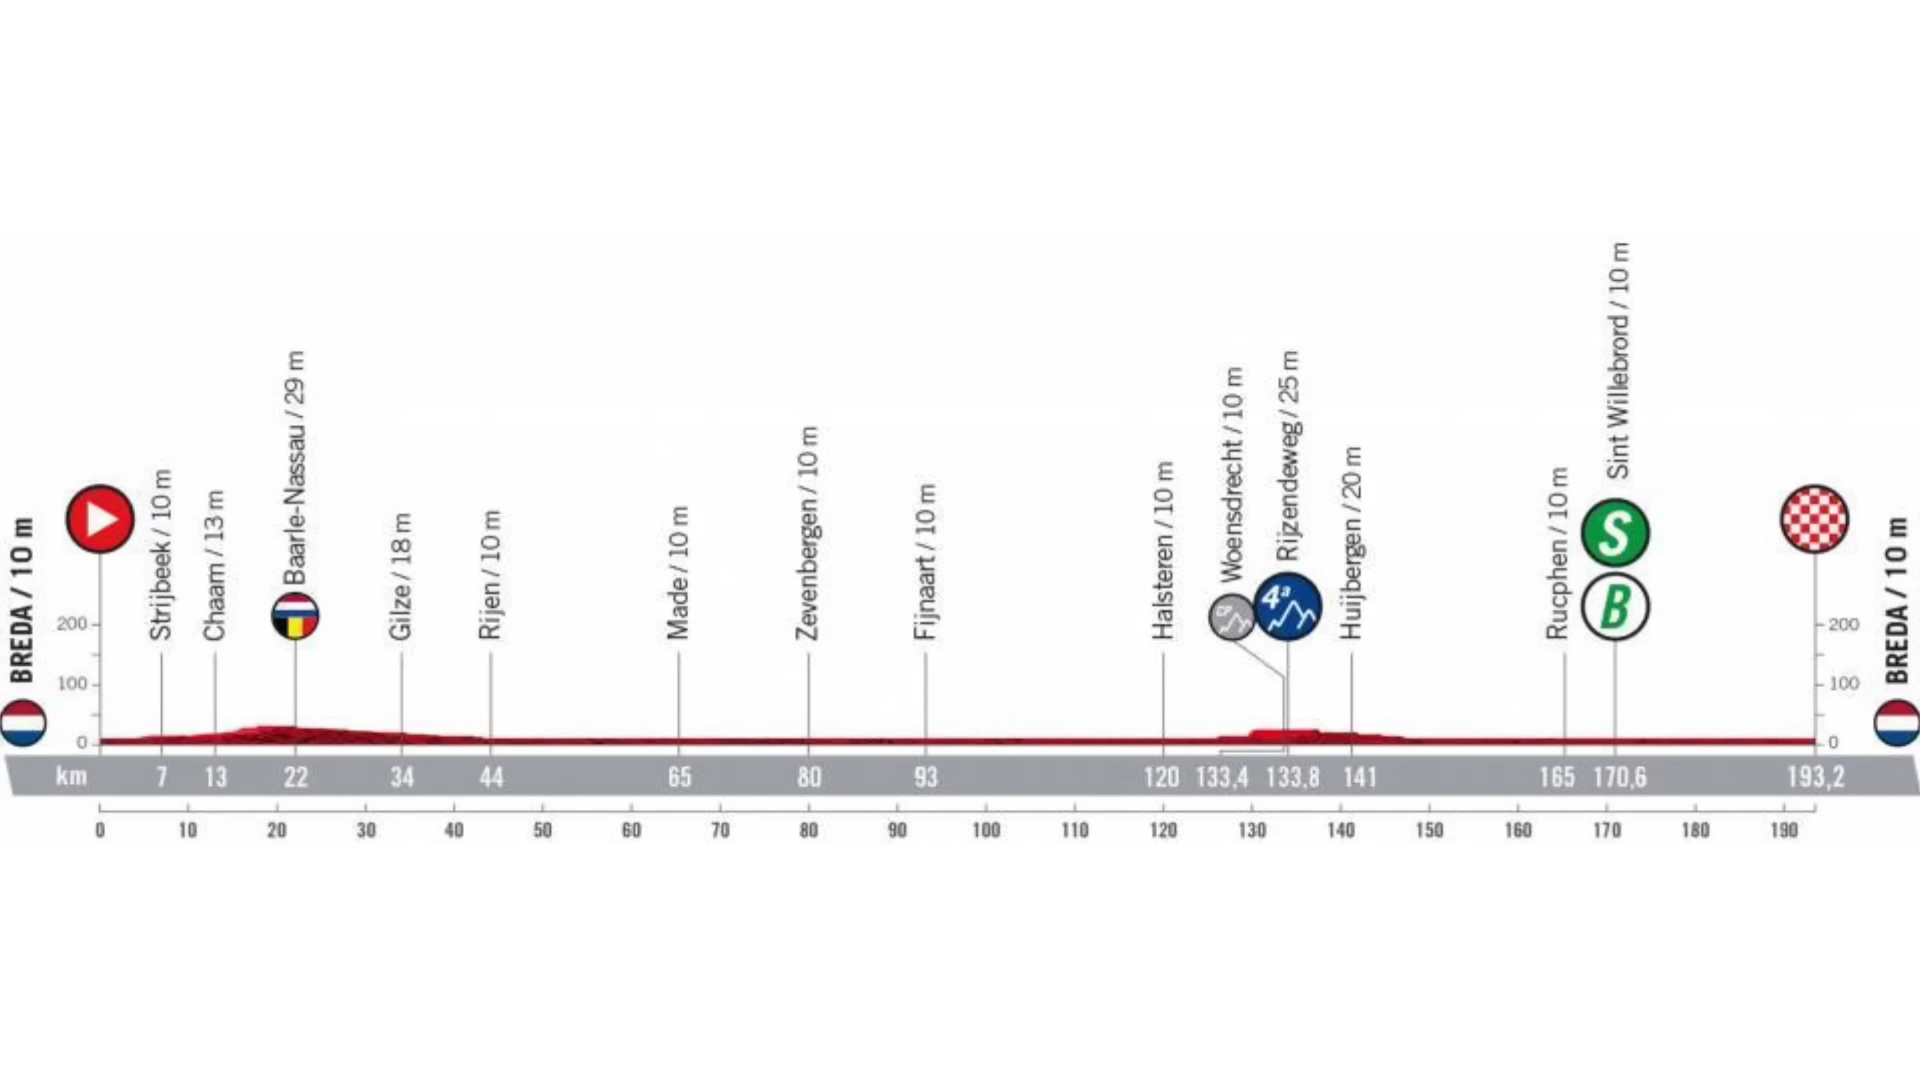 BREDA / 10 m
Strijbeek / 10 m
Chaam / 13 m
Baarle-Nassau / 29 m
Gilze / 18 m
Rijen / 10 m
Made / 10 m
Zevenbergen / 10 m
Fijnaart / 10 m
Halsteren / 10 m
Woensdrecht / 10 m
CP
Rijzendeweg / 25 m
4ª
Huijbergen / 20 m
Rucphen / 10 m
Sint Willebrord / 10 m
S
B
BREDA / 10 m
200
100
0
200
100
0
km 7 13 22 34 44 65 80 93 120 133,4 133,8 141 165 170,6 193,2
0 10 20 30 40 50 60 70 80 90 100 110 120 130 140 150 160 170 180 190